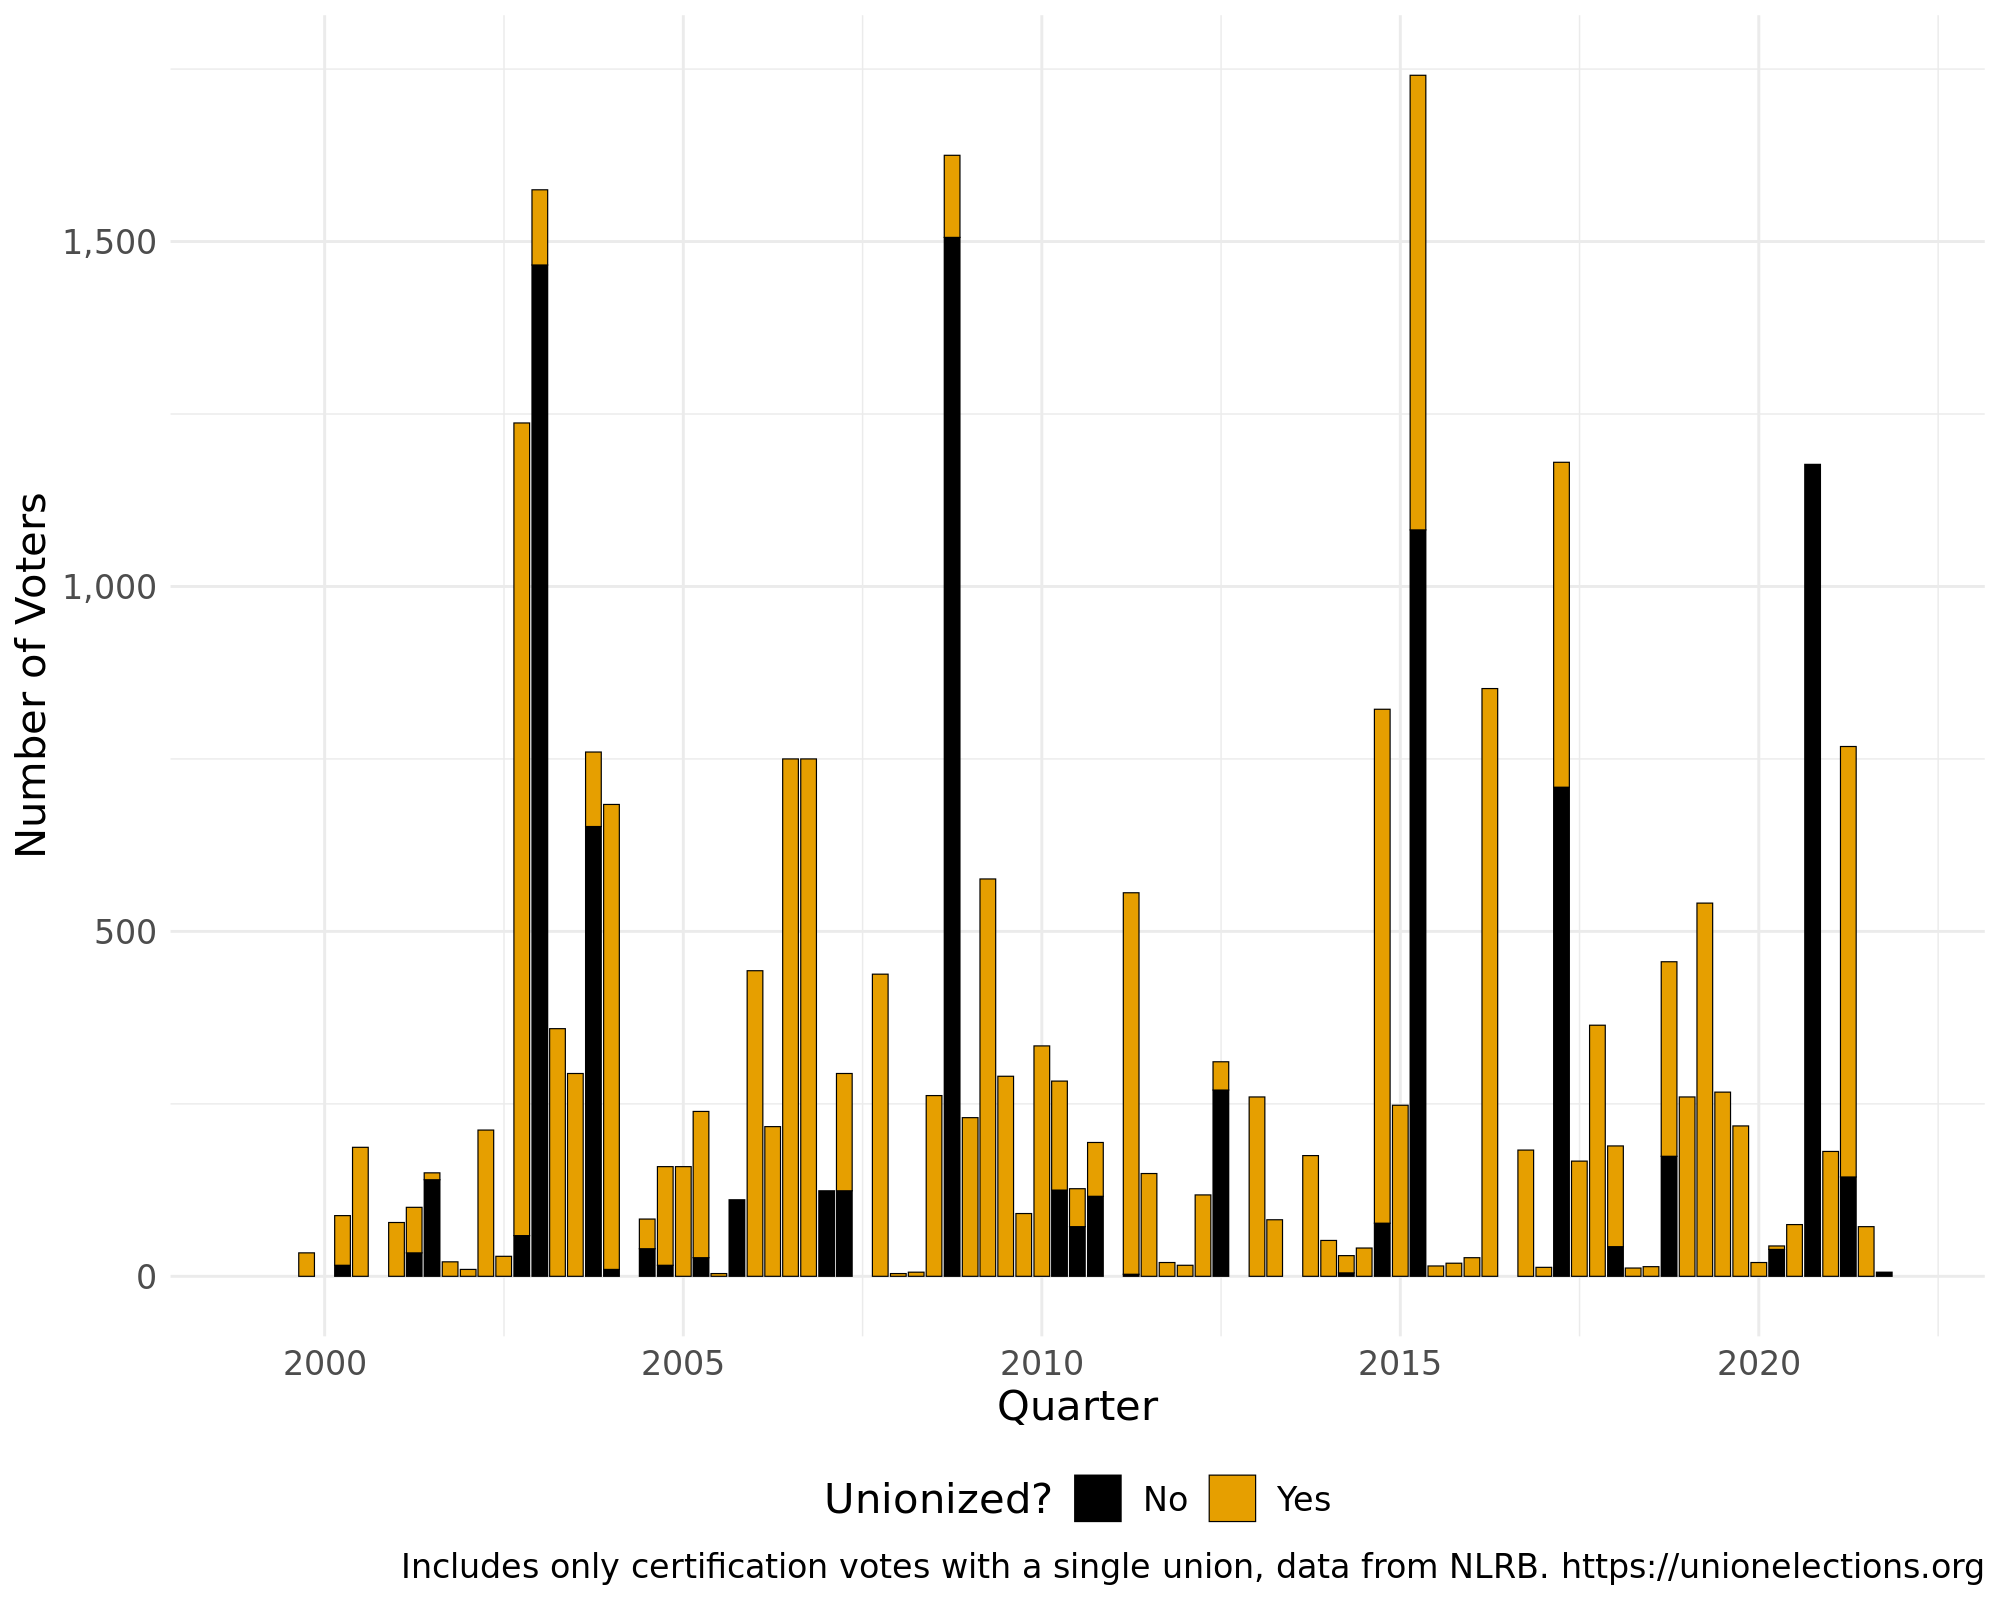 1,500
1,000
500
0
Number of Voters
2000 2005 2010 2015 2020
Quarter
Unionized? No Yes
Includes only certification votes with a single union, data from NLRB. https://unionelections.org